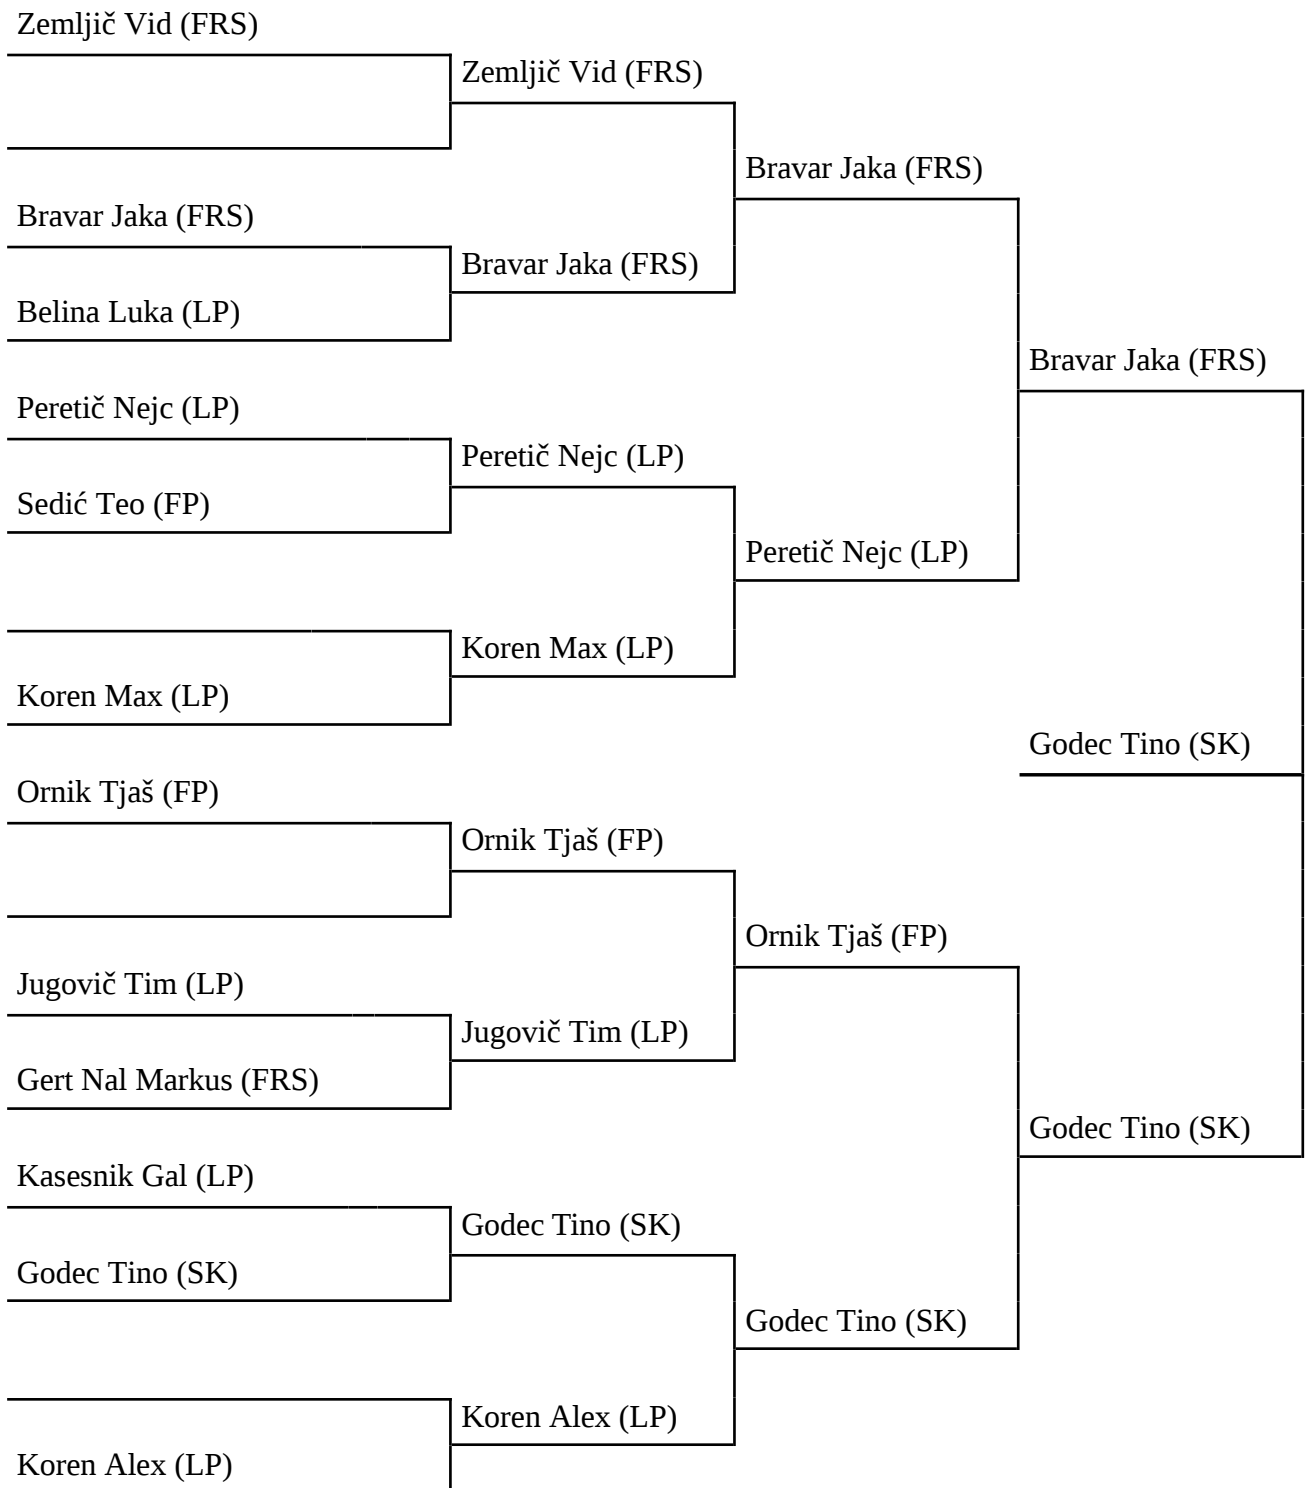 Zemljič Vid (FRS)
Zemljič Vid (FRS)
Bravar Jaka (FRS)
Bravar Jaka (FRS)
Bravar Jaka (FRS)
Belina Luka (LP)
Bravar Jaka (FRS)
Peretič Nejc (LP)
Peretič Nejc (LP)
Sedić Teo (FP)
Peretič Nejc (LP)
Koren Max (LP)
Koren Max (LP)
Godec Tino (SK)
Ornik Tjaš (FP)
Ornik Tjaš (FP)
Ornik Tjaš (FP)
Jugovič Tim (LP)
Jugovič Tim (LP)
Gert Nal Markus (FRS)
Godec Tino (SK)
Kasesnik Gal (LP)
Godec Tino (SK)
Godec Tino (SK)
Godec Tino (SK)
Koren Alex (LP)
Koren Alex (LP)